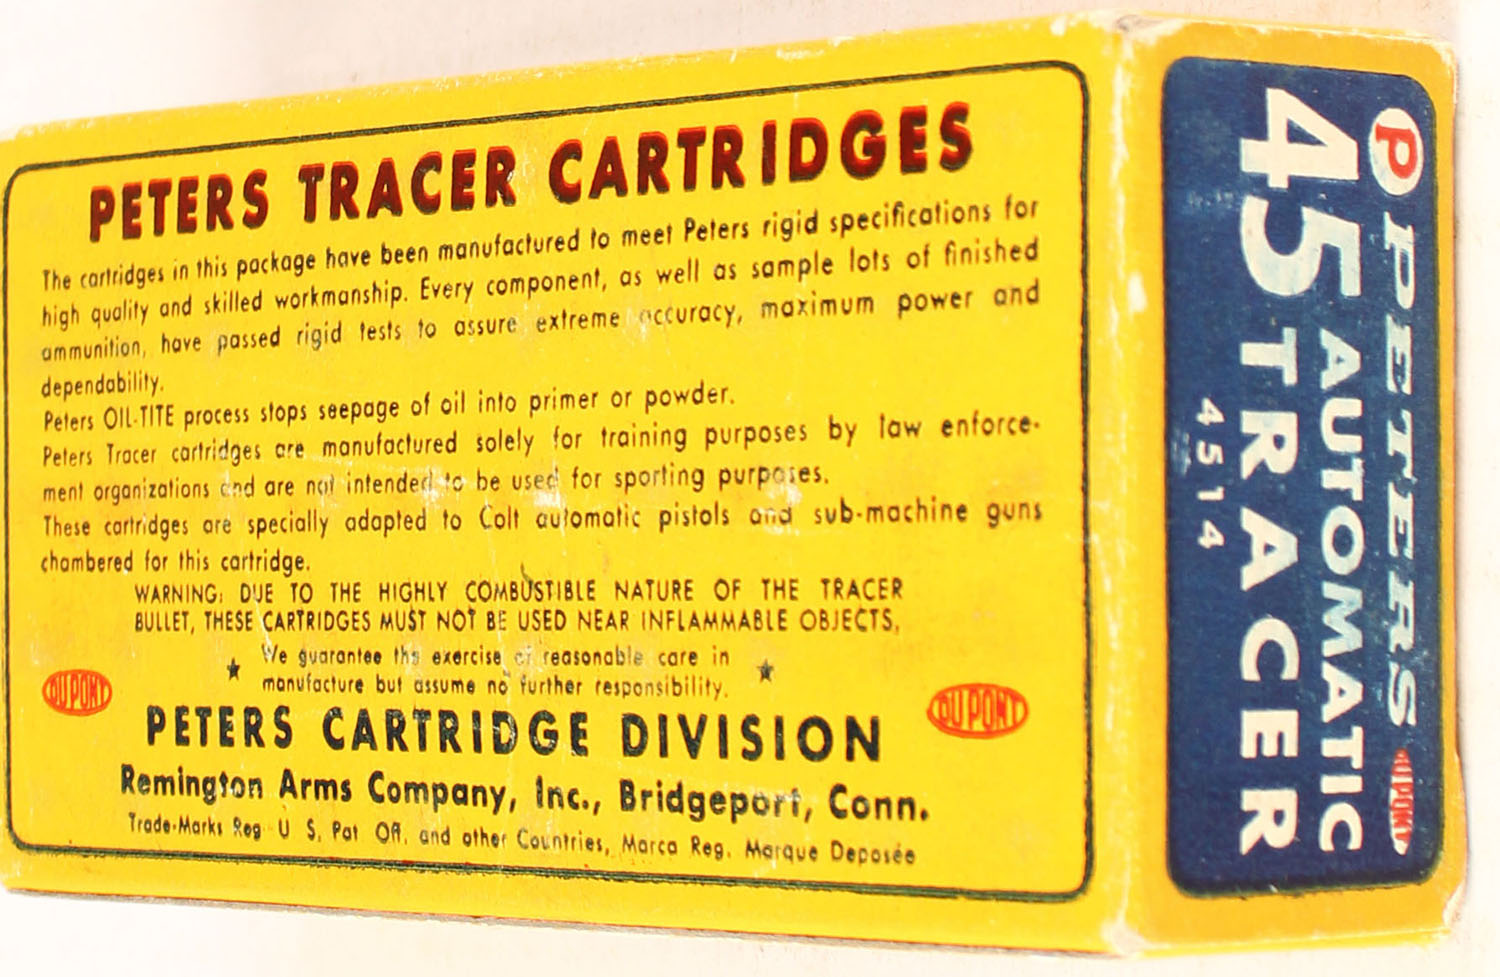 PETERS TRACER CARTRIDGES
The cartridges in this package have been manufactured to meet Peters rigid specifications for
high quality and skilled workmanship. Every component, as well as sample lots of finished
ammunition, have passed rigid tests to assure extreme accuracy, maximum power and
dependability.
Peters OIL-TITE process stops seepage of oil into primer or powder.
Peters Tracer cartridges are manufactured solely for training purposes by law enforce-
ment organizations and are not intended to be used for sporting purposes.
These cartridges are specially adapted to Colt automatic pistols and sub-machine guns
chambered for this cartridge.
WARNING: DUE TO THE HIGHLY COMBUSTIBLE NATURE OF THE TRACER
BULLET, THESE CARTRIDGES MUST NOT BE USED NEAR INFLAMMABLE OBJECTS.
We guarantee the exercise of reasonable care in
manufacture but assume no further responsibility.
DU PONT
DU PONT
PETERS CARTRIDGE DIVISION
Remington Arms Company, Inc., Bridgeport, Conn.
Trade-Marks Reg U S, Pat Off. and other Countries, Marca Reg. Marque Deposée
P PETERS DU PONT
45 AUTOMATIC
TRACER
4514